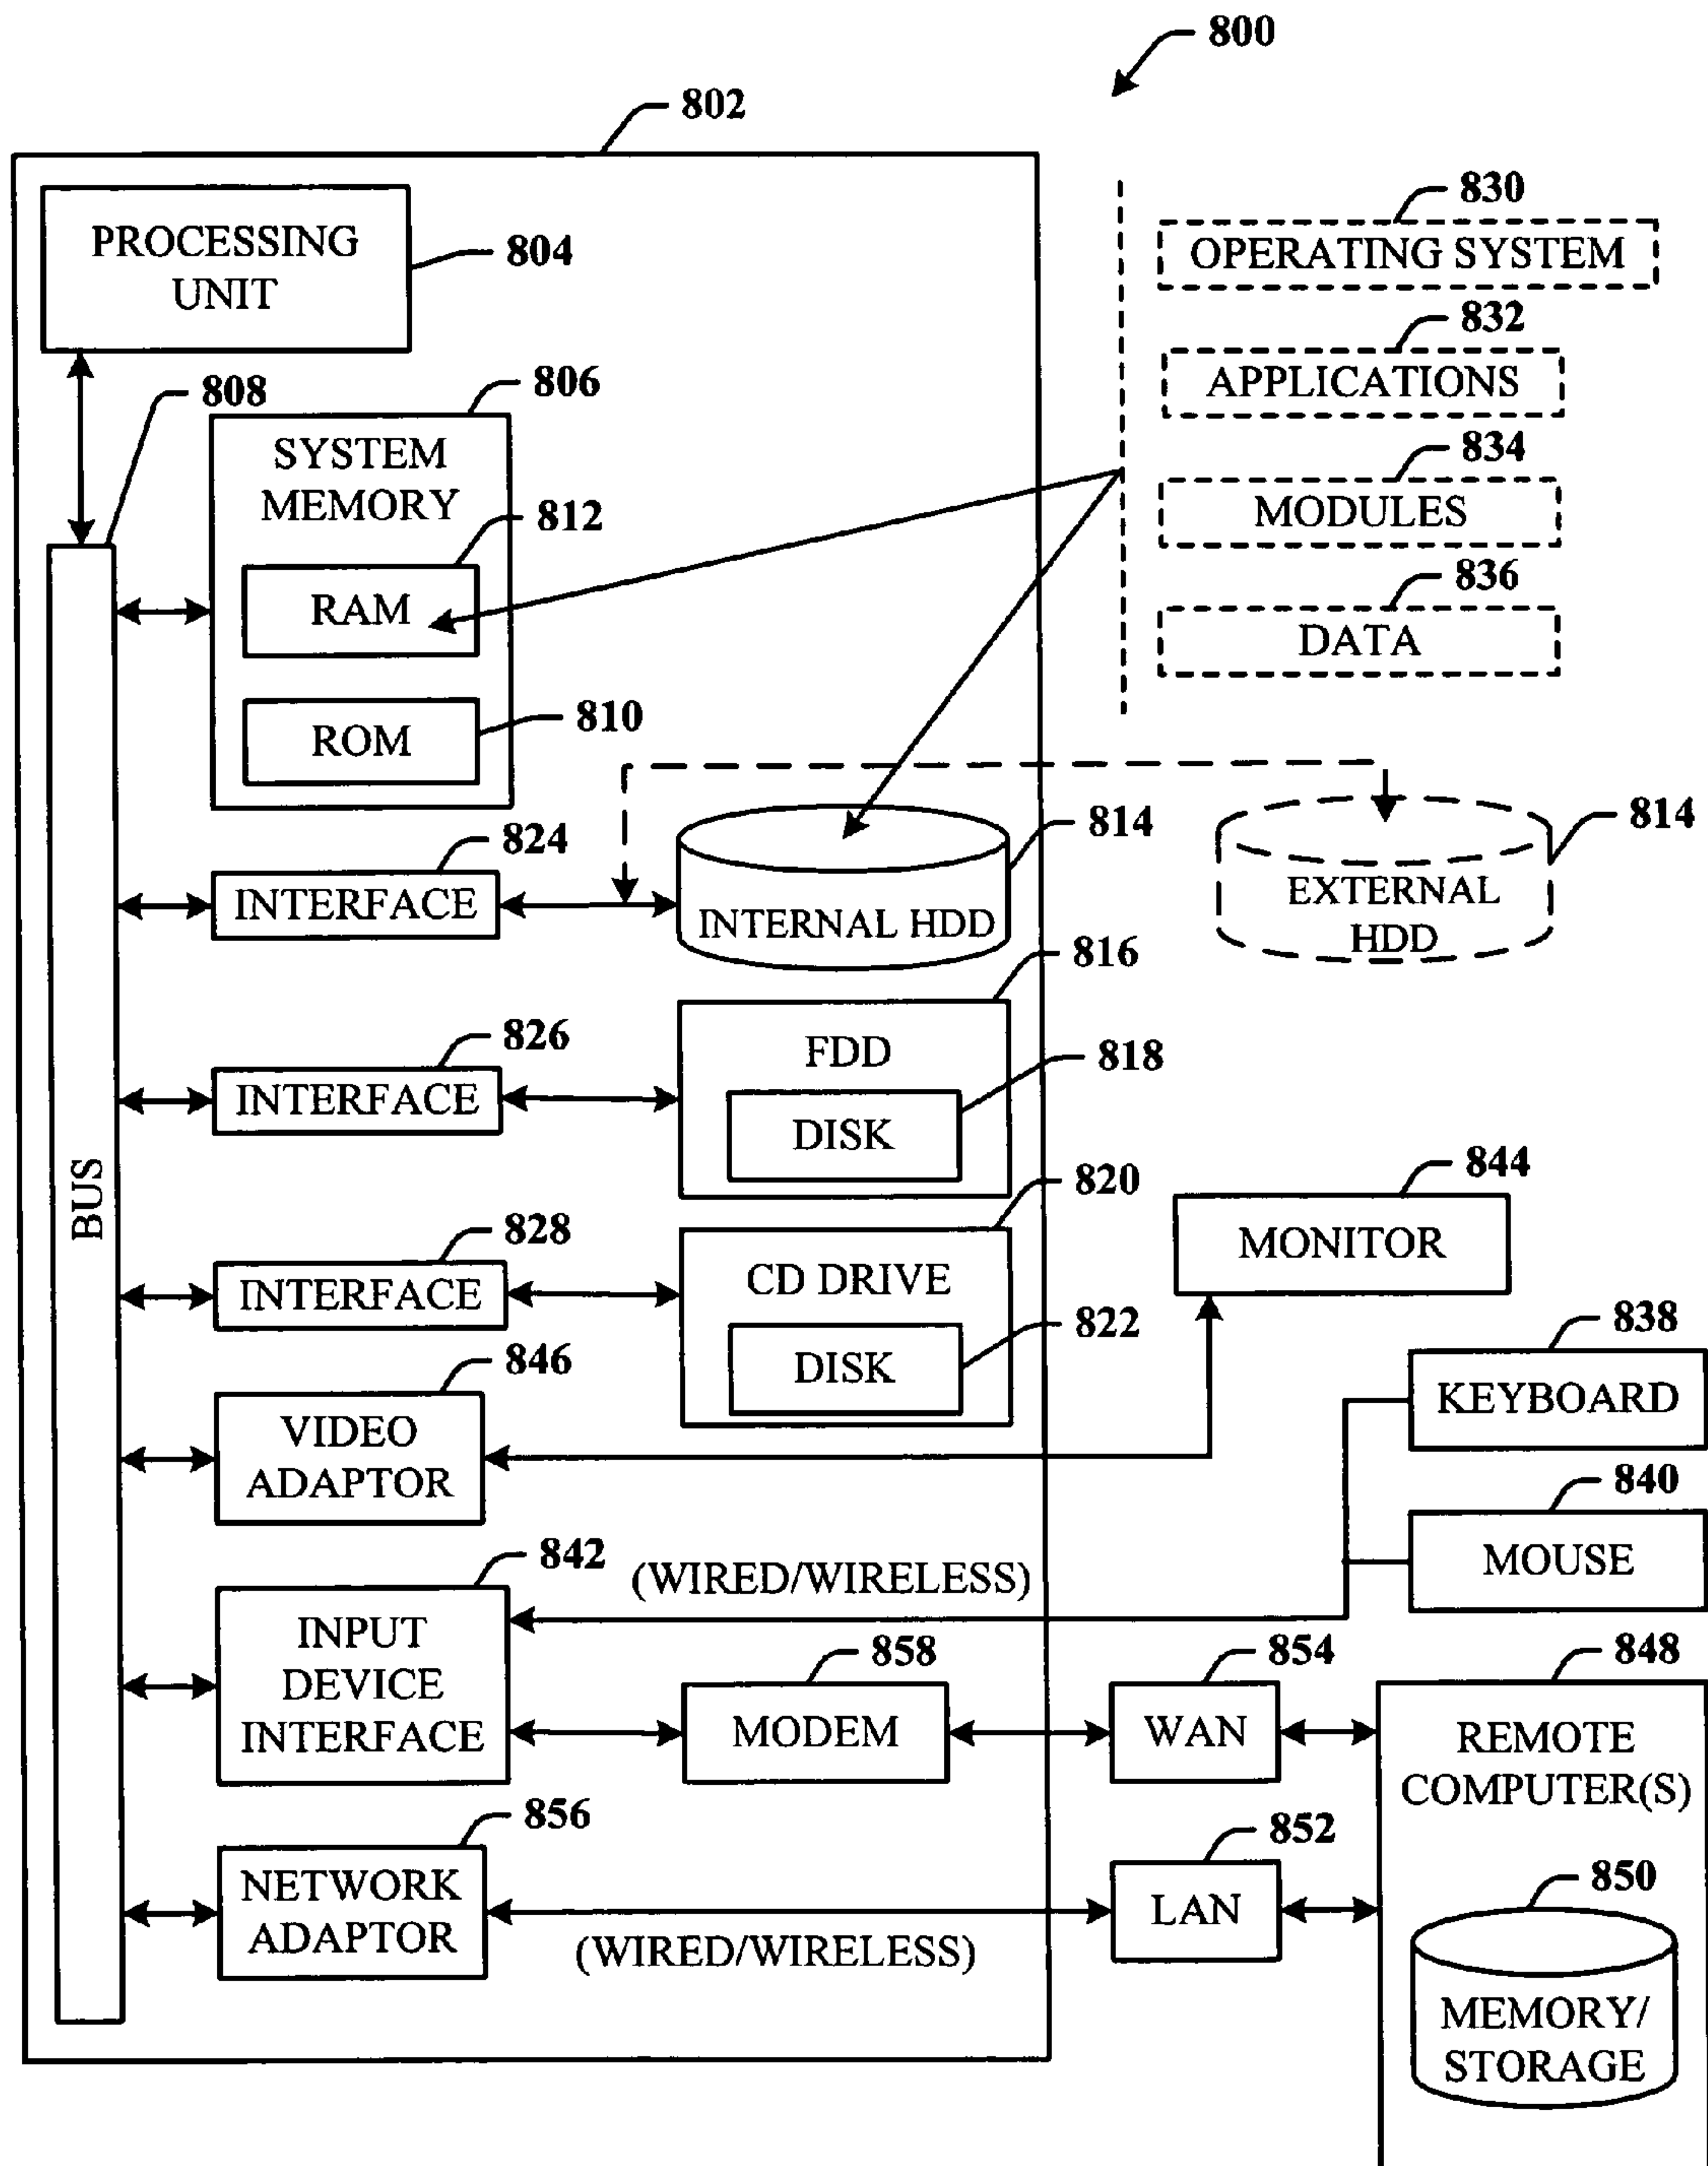 800
802
PROCESSING
UNIT
804
830
OPERATING SYSTEM
832
APPLICATIONS
834
MODULES
836
DATA
808
806
SYSTEM
MEMORY
812
RAM
810
ROM
BUS
824
INTERFACE
814
INTERNAL HDD
814
EXTERNAL
HDD
826
INTERFACE
816
FDD
818
DISK
828
INTERFACE
820
CD DRIVE
822
DISK
844
MONITOR
846
VIDEO
ADAPTOR
838
KEYBOARD
840
MOUSE
842
INPUT
DEVICE
INTERFACE
(WIRED/WIRELESS)
858
MODEM
854
WAN
848
REMOTE
COMPUTER(S)
856
NETWORK
ADAPTOR
(WIRED/WIRELESS)
852
LAN
850
MEMORY/
STORAGE